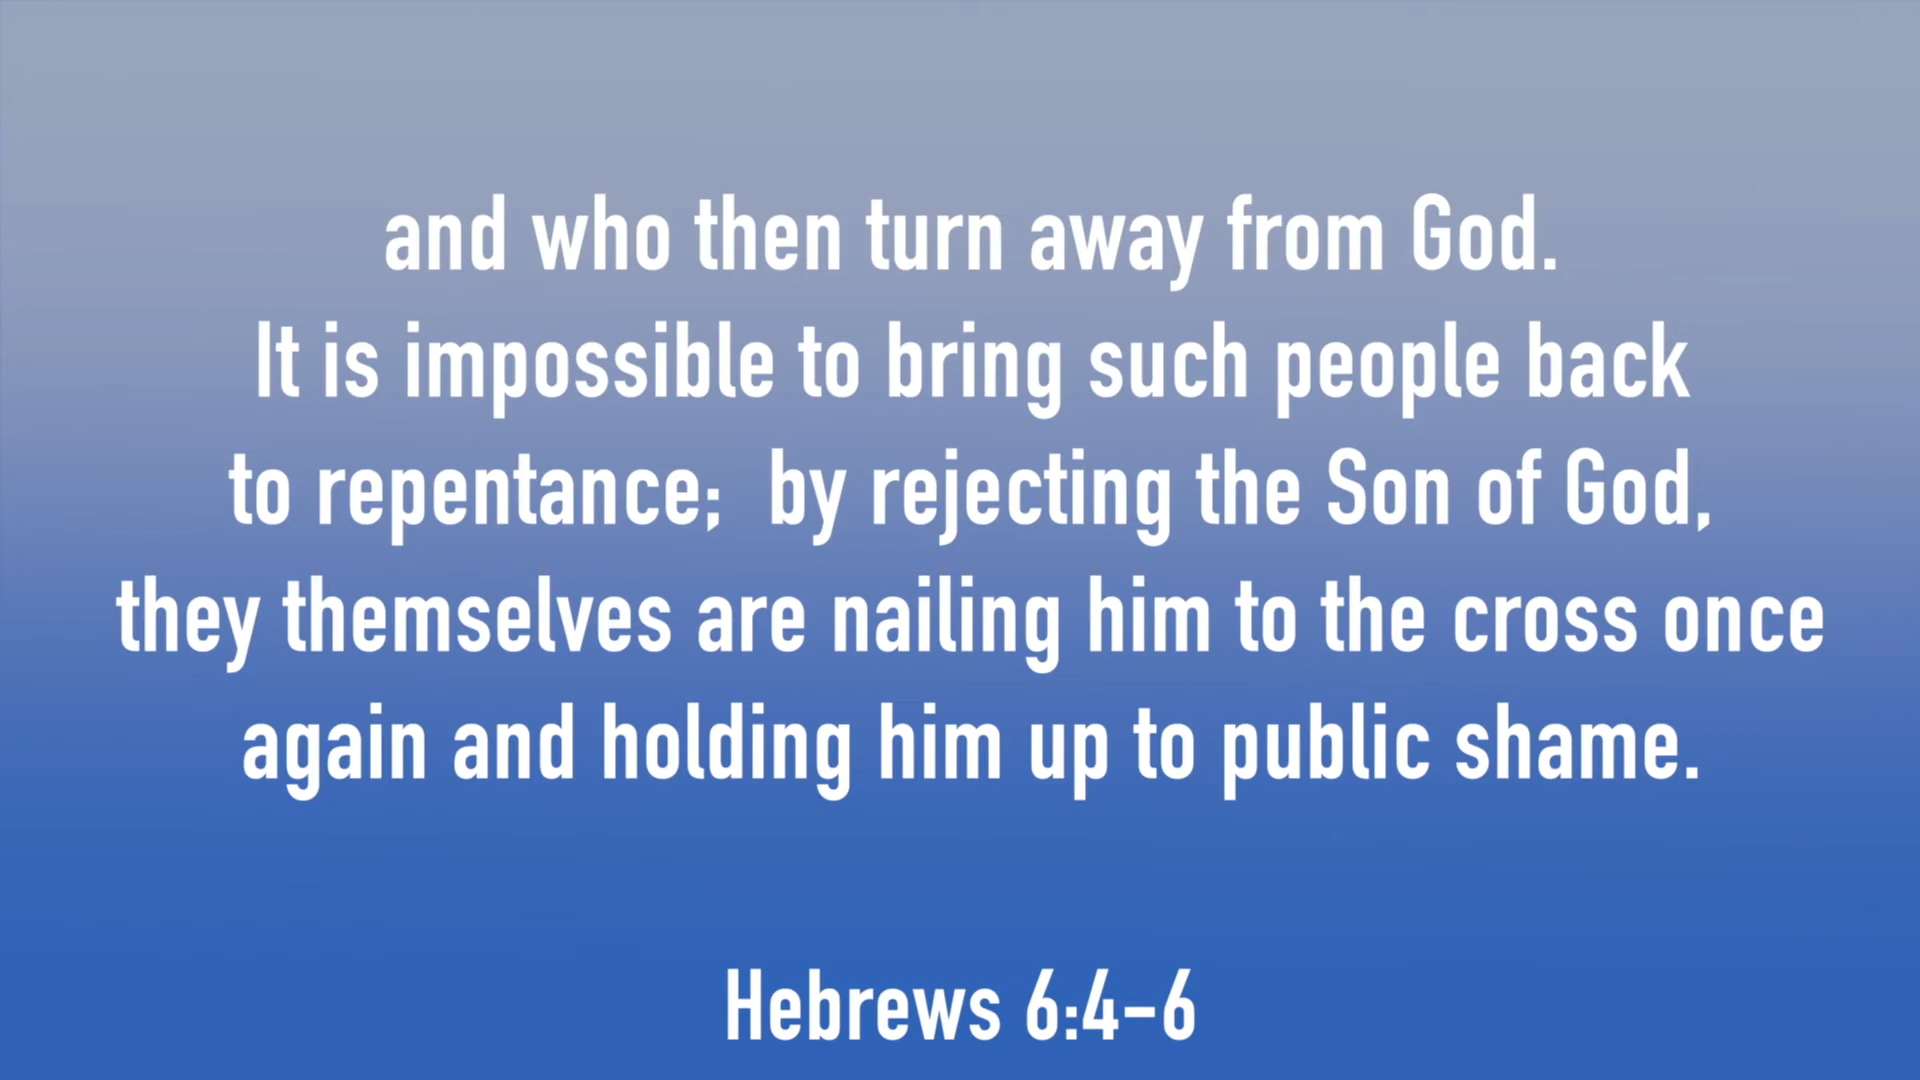 and who then turn away from God.
It is impossible to bring such people back
to repentance;  by rejecting the Son of God,
they themselves are nailing him to the cross once
again and holding him up to public shame.
Hebrews 6:4–6